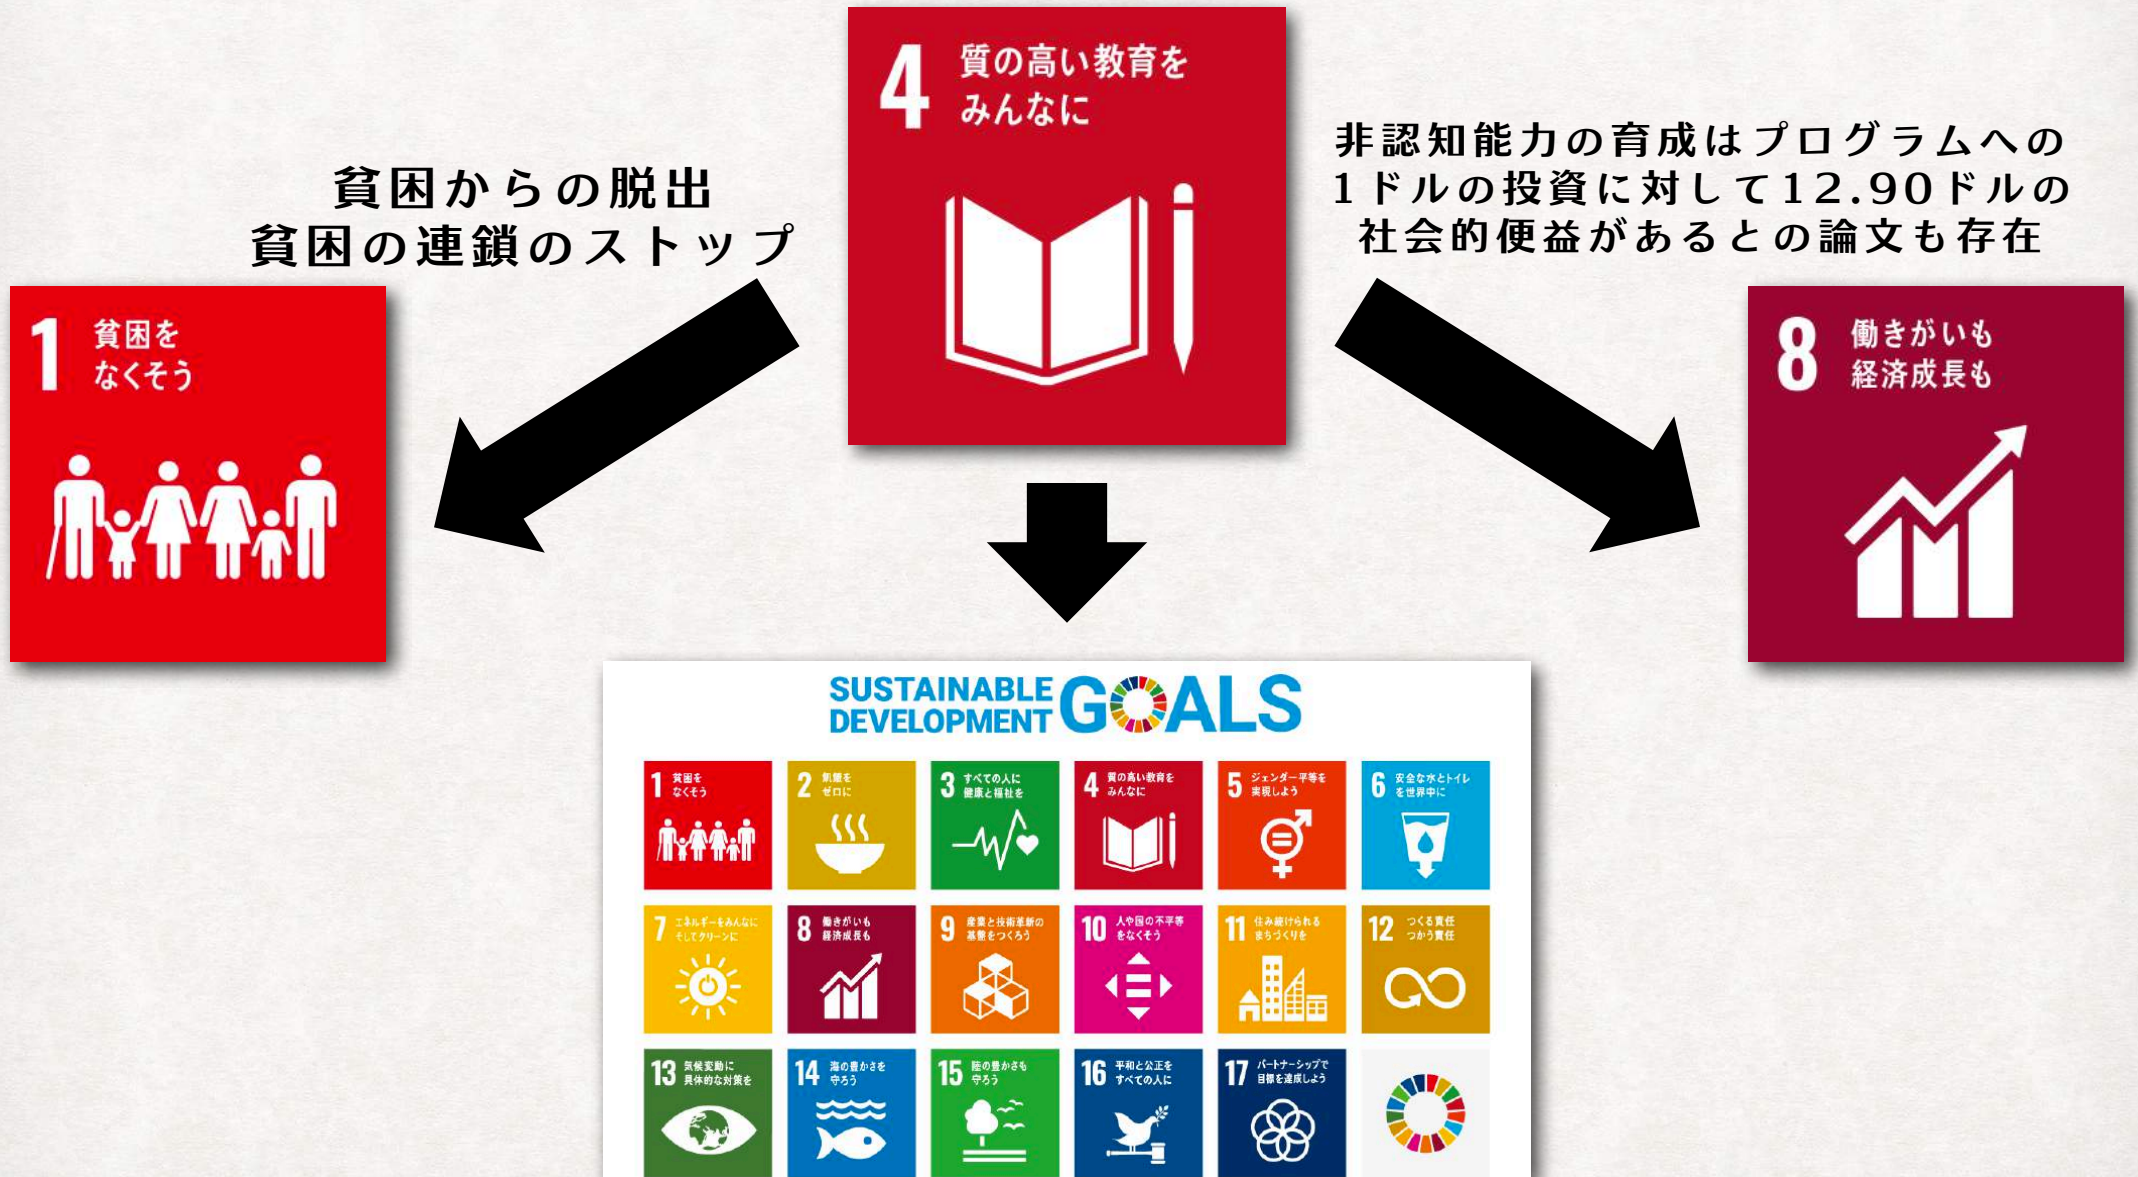 4 質の高い教育を
みんなに
貧困からの脱出
貧困の連鎖のストップ
非認知能力の育成はプログラムへの
1ドルの投資に対して12.90ドルの
社会的便益があるとの論文も存在
1 貧困を
なくそう
8 働きがいも
経済成長も
SUSTAINABLE
DEVELOPMENT GOALS
1 貧困を
なくそう
2 飢餓を
ゼロに
3 すべての人に
健康と福祉を
4 質の高い教育を
みんなに
5 ジェンダー平等を
実現しよう
6 安全な水とトイレ
を世界中に
7 エネルギーをみんなに
そしてクリーンに
8 働きがいも
経済成長も
9 産業と技術革新の
基盤をつくろう
10 人や国の不平等
をなくそう
11 住み続けられる
まちづくりを
12 つくる責任
つかう責任
13 気候変動に
具体的な対策を
14 海の豊かさを
守ろう
15 陸の豊かさも
守ろう
16 平和と公正を
すべての人に
17 パートナーシップで
目標を達成しよう